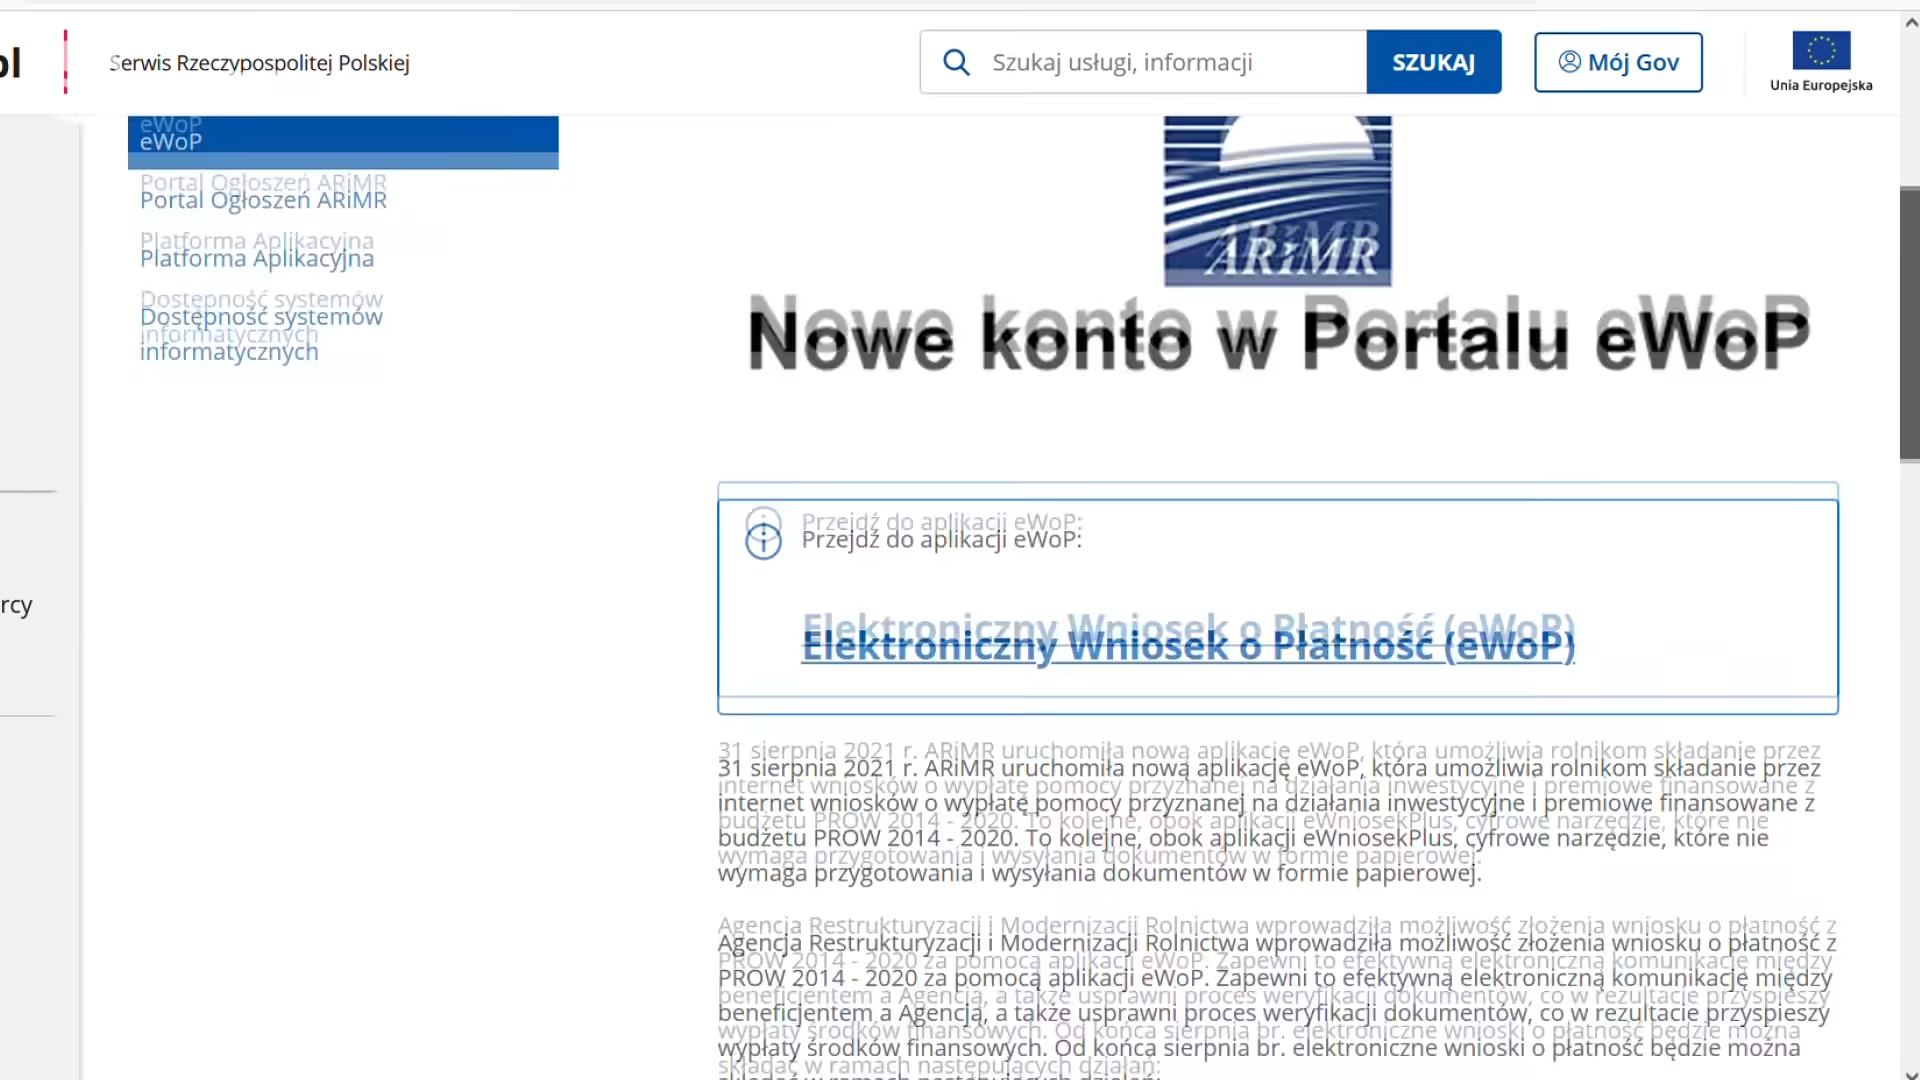 pl
Serwis Rzeczypospolitej Polskiej
Szukaj usługi, informacji
SZUKAJ
Mój Gov
Unia Europejska
eWoP
Portal Ogłoszeń ARiMR
Platforma Aplikacyjna
Dostępność systemów
informatycznych
rcy
ARiMR
Nowe konto w Portalu eWoP
Przejdź do aplikacji eWoP:
Elektroniczny Wniosek o Płatność (eWoP)
31 sierpnia 2021 r. ARiMR uruchomiła nową aplikację eWoP, która umożliwia rolnikom składanie przez
internet wniosków o wypłatę pomocy przyznanej na działania inwestycyjne i premiowe finansowane z
budżetu PROW 2014 - 2020. To kolejne, obok aplikacji eWniosekPlus, cyfrowe narzędzie, które nie
wymaga przygotowania i wysyłania dokumentów w formie papierowej.
Agencja Restrukturyzacji i Modernizacji Rolnictwa wprowadziła możliwość złożenia wniosku o płatność z
PROW 2014 - 2020 za pomocą aplikacji eWoP. Zapewni to efektywną elektroniczną komunikację między
beneficjentem a Agencją, a także usprawni proces weryfikacji dokumentów, co w rezultacie przyspieszy
wypłaty środków finansowych. Od końca sierpnia br. elektroniczne wnioski o płatność będzie można
składać w ramach następujących działań: